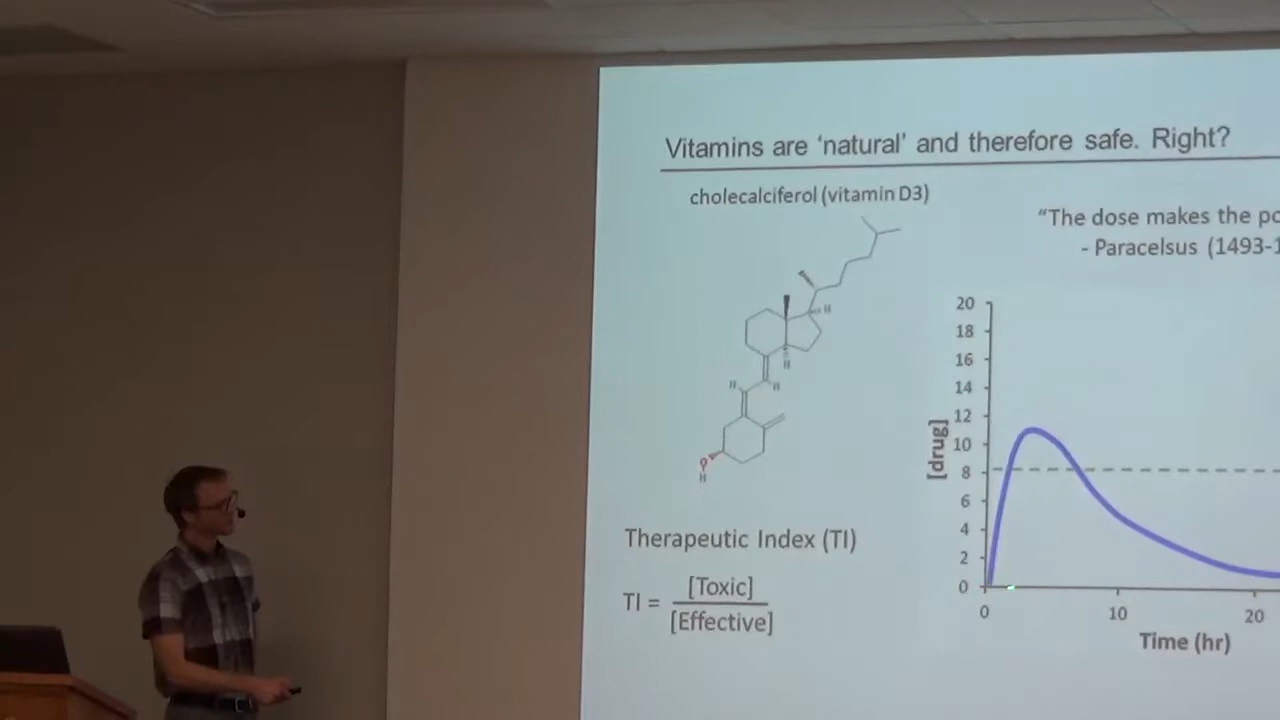 Vitamins are ‘natural’ and therefore safe. Right?
cholecalciferol (vitamin D3)
“The dose makes the
- Paracelsus (1493-
H
H
H
H
O
H
Therapeutic Index (TI)
TI = [Toxic]
[Effective]
20
18
16
14
12
10
8
6
4
2
0
[drug]
0
10
20
Time (hr)